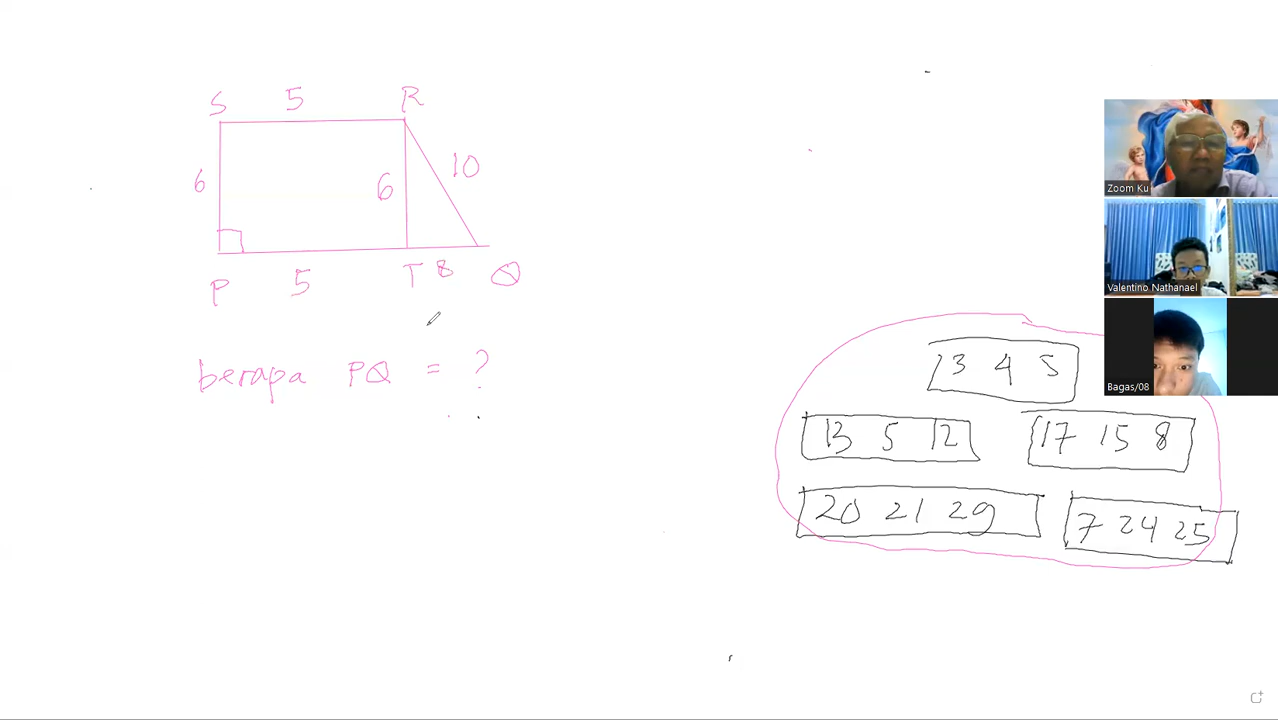 S 5 R
6 6 10
P 5 T 8 Q
berapa PQ = ?
3 4 5
13 5 12
17 15 8
20 21 29
7 24 25
Zoom Ku
Valentino Nathanael
Bagas/08